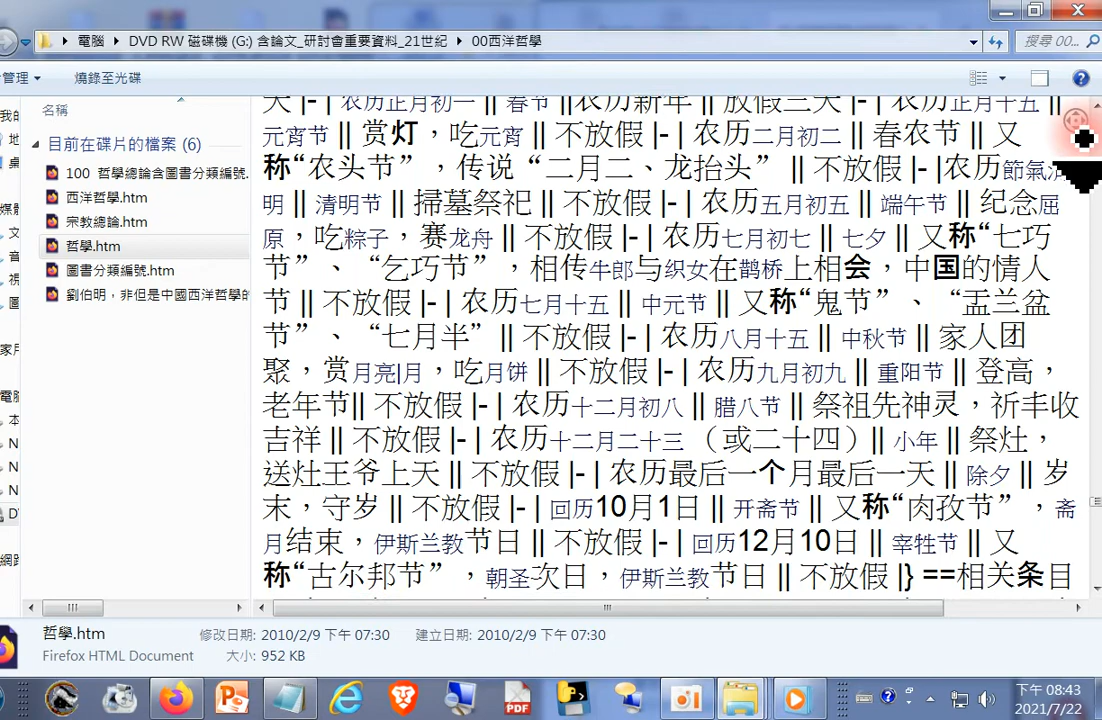 電腦 ▸ DVD RW 磁碟機 (G:) 含論文_研討會重要資料_21世紀 ▸ 00西洋哲學
搜尋 00...
管理
燒錄至光碟
名稱
目前在碟片的檔案 (6)
100 哲學總論含圖書分類編號.
西洋哲學.htm
宗教總論.htm
哲學.htm
圖書分類編號.htm
劉伯明，非但是中國西洋哲學的
天 |- | 农历正月初一 || 春节 ||农历新年 || 放假三天 |- | 农历正月十五 ||
元宵节 || 赏灯，吃元宵 || 不放假 |- | 农历二月初二 || 春农节 || 又
称“农头节”，传说“二月二、龙抬头” || 不放假 |- |农历節氣清
明 || 清明节 || 掃墓祭祀 || 不放假 |- | 农历五月初五 || 端午节 || 纪念屈
原，吃粽子，赛龙舟 || 不放假 |- | 农历七月初七 || 七夕 || 又称“七巧
节”、“乞巧节”，相传牛郎与织女在鹊桥上相会，中国的情人
节 || 不放假 |- | 农历七月十五 || 中元节 || 又称“鬼节”、“盂兰盆
节”、“七月半” || 不放假 |- | 农历八月十五 || 中秋节 || 家人团
聚，赏月亮|月，吃月饼 || 不放假 |- | 农历九月初九 || 重阳节 || 登高，
老年节|| 不放假 |- | 农历十二月初八 || 腊八节 || 祭祖先神灵，祈丰收
吉祥 || 不放假 |- | 农历十二月二十三 （或二十四）|| 小年 || 祭灶，
送灶王爷上天 || 不放假 |- | 农历最后一个月最后一天 || 除夕 || 岁
末，守岁 || 不放假 |- | 回历10月1日 || 开斋节 || 又称“肉孜节”，斋
月结束，伊斯兰教节日 || 不放假 |- | 回历12月10日 || 宰牲节 || 又
称“古尔邦节”，朝圣次日，伊斯兰教节日 || 不放假 |} ==相关条目
哲學.htm
修改日期: 2010/2/9 下午 07:30
建立日期: 2010/2/9 下午 07:30
Firefox HTML Document
大小: 952 KB
下午 08:43
2021/7/22